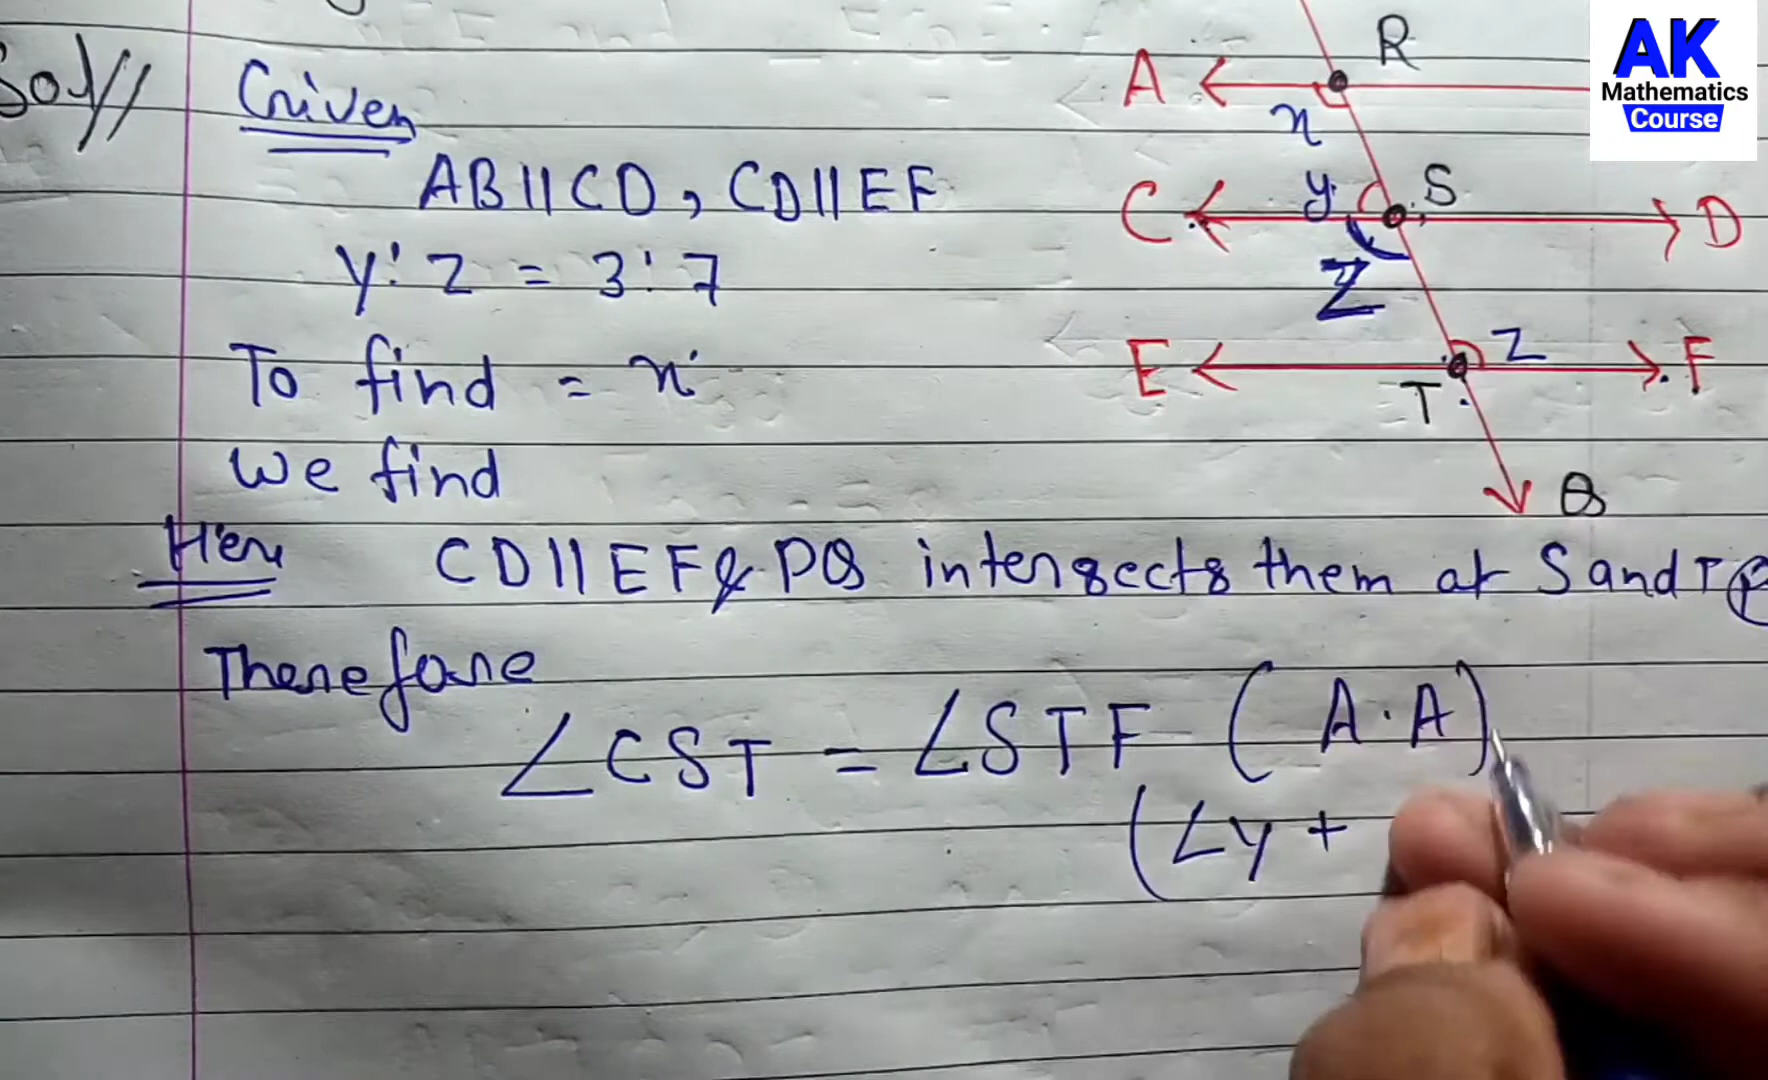 Sol//
Given
AB||CD, CD||EF
y:z = 3:7
To find = x
We find
Here CD||EF & PQ intersects them at S and T
Therefore
∠CST = ∠STF (A.A)
(∠y +
R
A
x
y
S
C
D
Z
z
E
F
T
Q
AK
Mathematics
Course